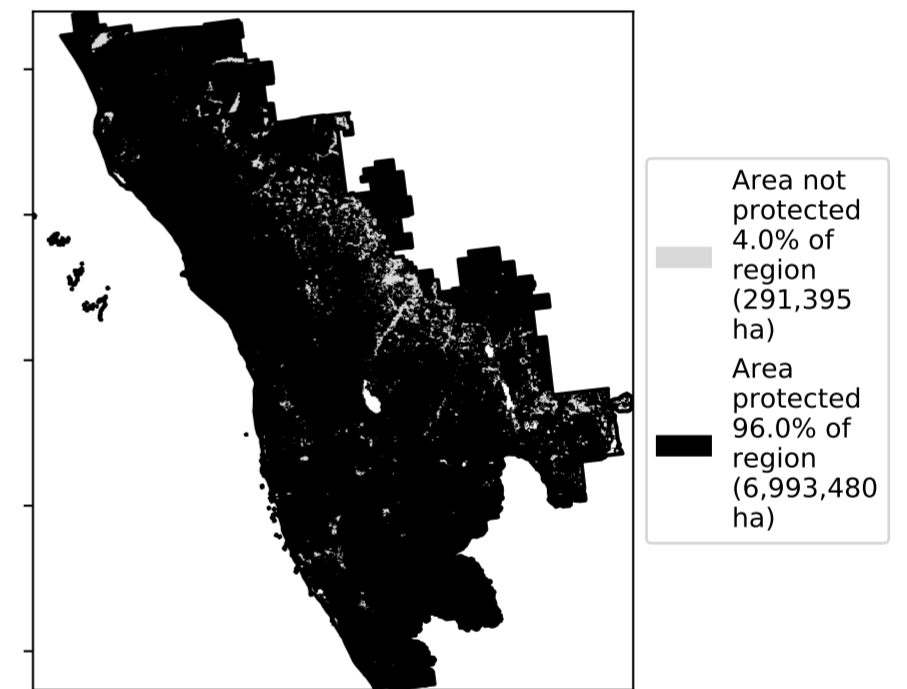 Area not
protected
4.0% of
region
(291,395
ha)
Area
protected
96.0% of
region
(6,993,480
ha)